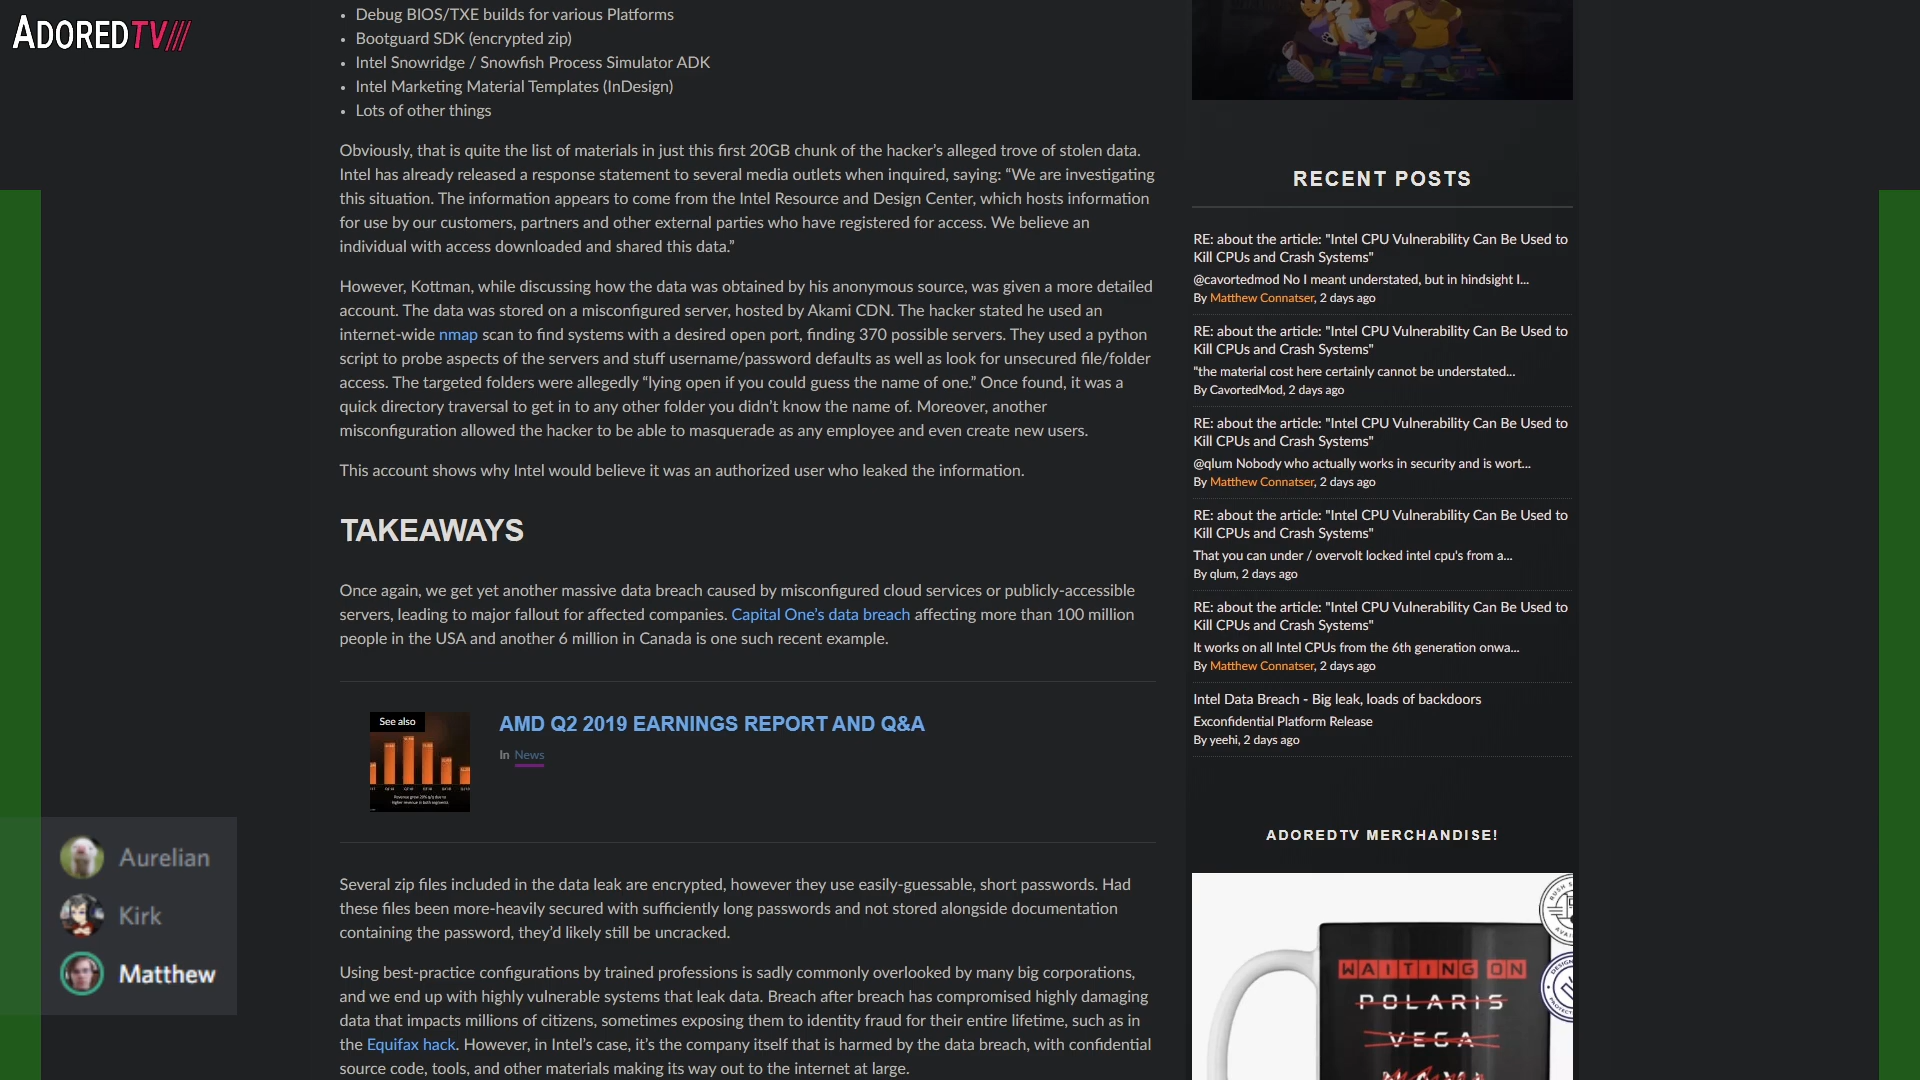 ADOREDTV
• Debug BIOS/TXE builds for various Platforms
• Bootguard SDK (encrypted zip)
• Intel Snowridge / Snowfish Process Simulator ADK
• Intel Marketing Material Templates (InDesign)
• Lots of other things
Obviously, that is quite the list of materials in just this first 20GB chunk of the hacker’s alleged trove of stolen data.
Intel has already released a response statement to several media outlets when inquired, saying: “We are investigating
this situation. The information appears to come from the Intel Resource and Design Center, which hosts information
for use by our customers, partners and other external parties who have registered for access. We believe an
individual with access downloaded and shared this data.”
However, Kottman, while discussing how the data was obtained by his anonymous source, was given a more detailed
account. The data was stored on a misconfigured server, hosted by Akami CDN. The hacker stated he used an
internet-wide nmap scan to find systems with a desired open port, finding 370 possible servers. They used a python
script to probe aspects of the servers and stuff username/password defaults as well as look for unsecured file/folder
access. The targeted folders were allegedly “lying open if you could guess the name of one.” Once found, it was a
quick directory traversal to get in to any other folder you didn’t know the name of. Moreover, another
misconfiguration allowed the hacker to be able to masquerade as any employee and even create new users.
This account shows why Intel would believe it was an authorized user who leaked the information.
TAKEAWAYS
Once again, we get yet another massive data breach caused by misconfigured cloud services or publicly-accessible
servers, leading to major fallout for affected companies. Capital One’s data breach affecting more than 100 million
people in the USA and another 6 million in Canada is one such recent example.
See also
AMD Q2 2019 EARNINGS REPORT AND Q&A
In News
Several zip files included in the data leak are encrypted, however they use easily-guessable, short passwords. Had
these files been more-heavily secured with sufficiently long passwords and not stored alongside documentation
containing the password, they’d likely still be uncracked.
Using best-practice configurations by trained professions is sadly commonly overlooked by many big corporations,
and we end up with highly vulnerable systems that leak data. Breach after breach has compromised highly damaging
data that impacts millions of citizens, sometimes exposing them to identity fraud for their entire lifetime, such as in
the Equifax hack. However, in Intel’s case, it’s the company itself that is harmed by the data breach, with confidential
source code, tools, and other materials making its way out to the internet at large.
RECENT POSTS
RE: about the article: "Intel CPU Vulnerability Can Be Used to
Kill CPUs and Crash Systems"
@cavortedmod No I meant understated, but in hindsight I...
By Matthew Connatser, 2 days ago
RE: about the article: "Intel CPU Vulnerability Can Be Used to
Kill CPUs and Crash Systems"
“the material cost here certainly cannot be understated...
By CavortedMod, 2 days ago
RE: about the article: "Intel CPU Vulnerability Can Be Used to
Kill CPUs and Crash Systems"
@qlum Nobody who actually works in security and is wort...
By Matthew Connatser, 2 days ago
RE: about the article: "Intel CPU Vulnerability Can Be Used to
Kill CPUs and Crash Systems"
That you can under / overvolt locked intel cpu's from a...
By qlum, 2 days ago
RE: about the article: "Intel CPU Vulnerability Can Be Used to
Kill CPUs and Crash Systems"
It works on all Intel CPUs from the 6th generation onwa...
By Matthew Connatser, 2 days ago
Intel Data Breach - Big leak, loads of backdoors
Exconfidential Platform Release
By yeehi, 2 days ago
ADOREDTV MERCHANDISE!
WAITING ON
POLARIS
VEGA
Aurelian
Kirk
Matthew